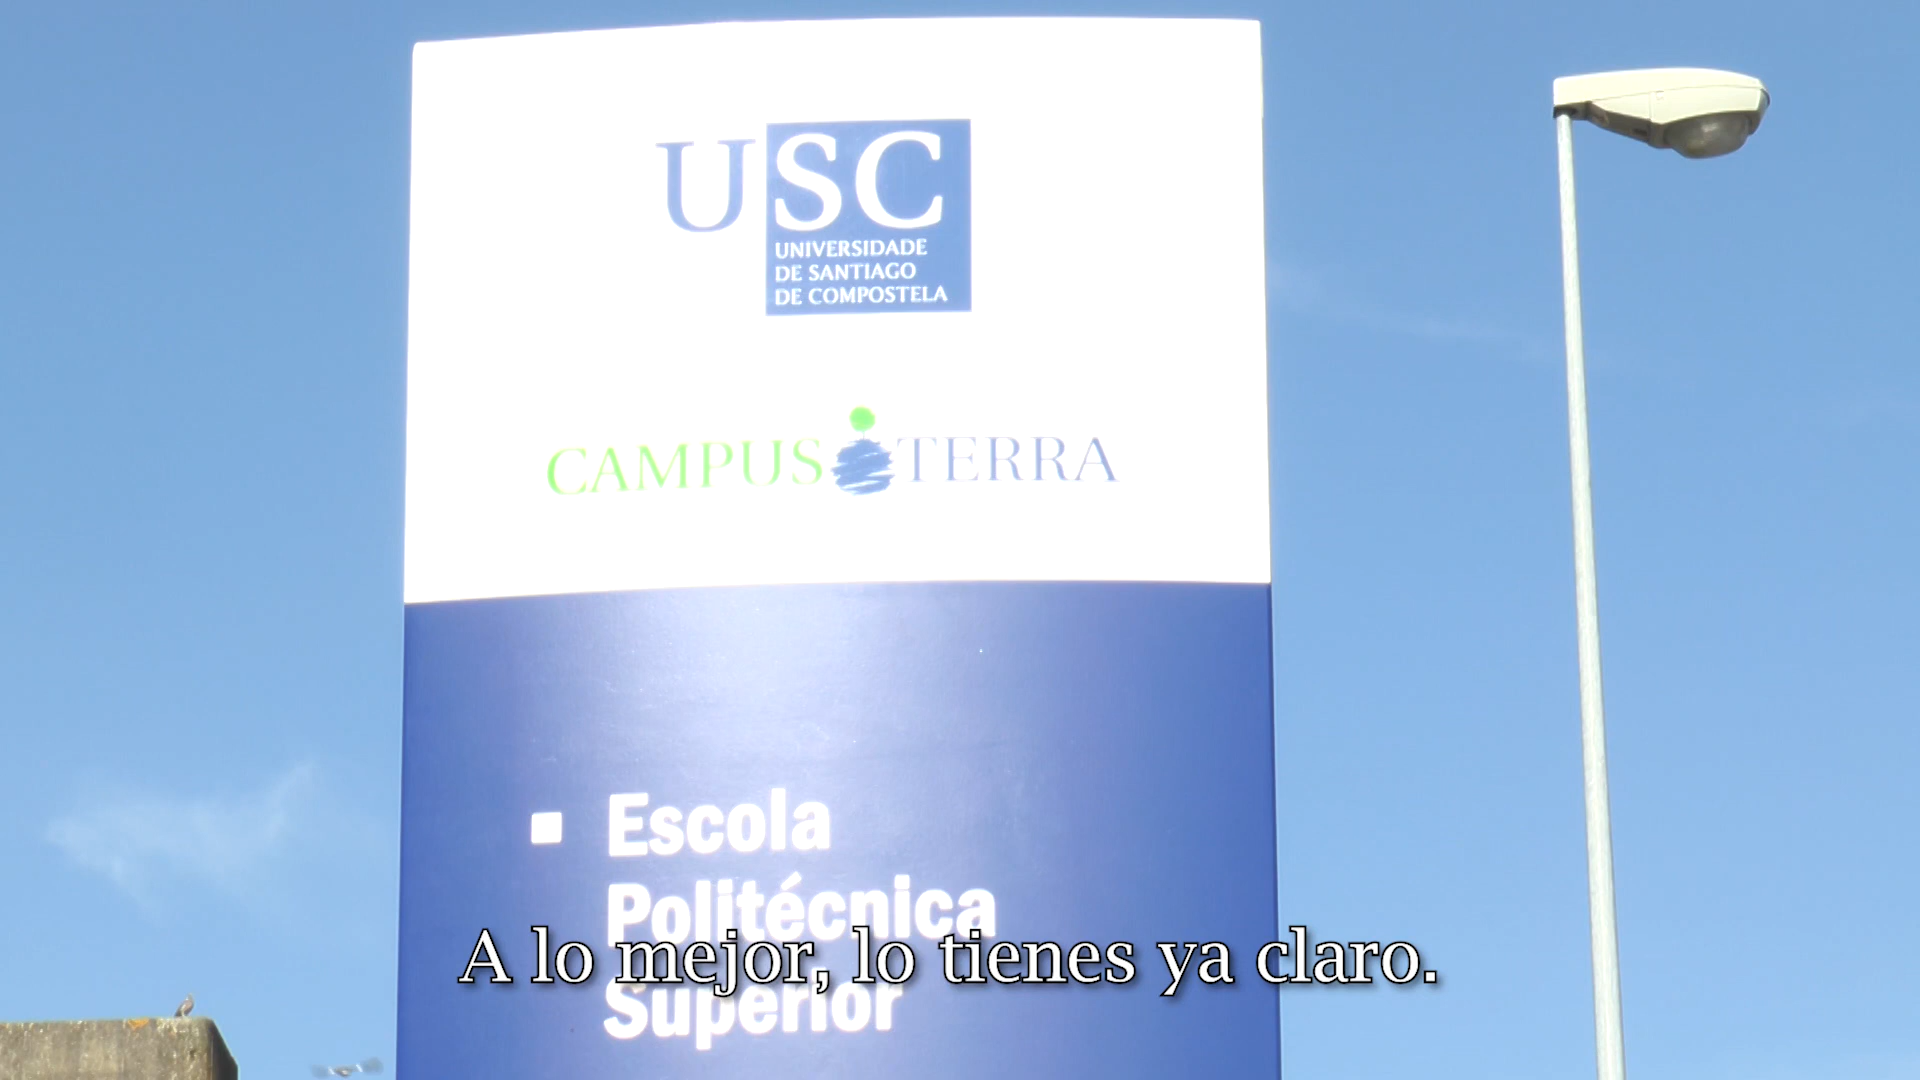 USC
UNIVERSIDADE
DE SANTIAGO
DE COMPOSTELA
CAMPUS TERRA
Escola
Politécnica
Superior
A lo mejor, lo tienes ya claro.